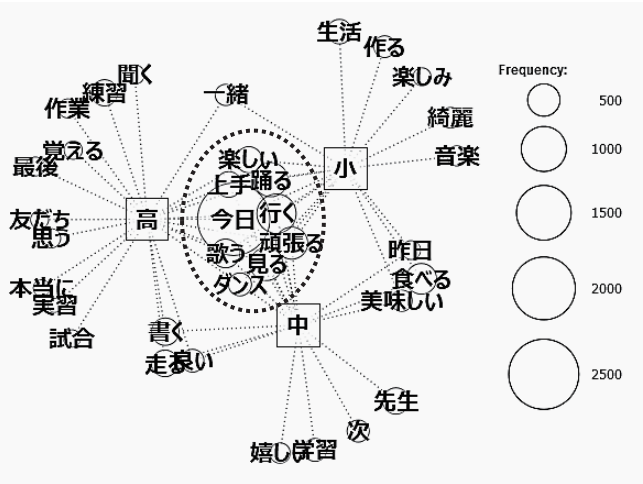 生活
作る
楽しみ
綺麗
音楽
聞く
練習
作業
覚える
最後
友だち
思う
本当に
実習
試合
一緒
高
小
中
楽しい
上手
踊る
今日
行く
頑張る
歌う
見る
ダンス
昨日
食べる
美味しい
書く
走る
良い
先生
次
嬉しい
学習
Frequency:
500
1000
1500
2000
2500